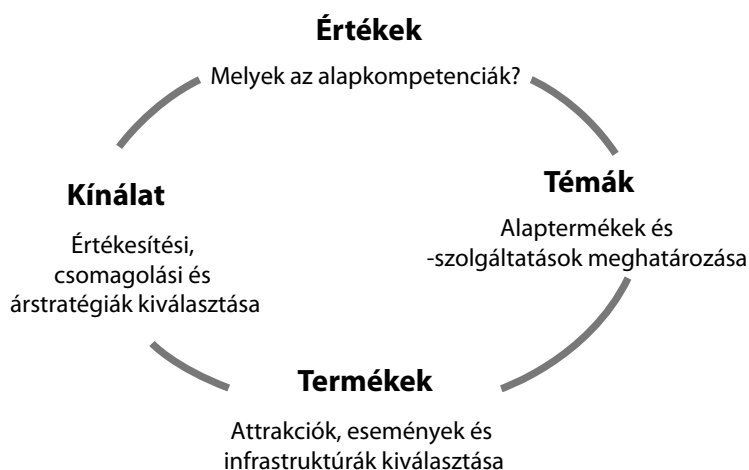 Értékek
Melyek az alapkompetenciák?
Témák
Alaptermékek és
-szolgáltatások meghatározása
Termékek
Attrakciók, események és
infrastruktúrák kiválasztása
Kínálat
Értékesítési,
csomagolási és
árstratégiák kiválasztása